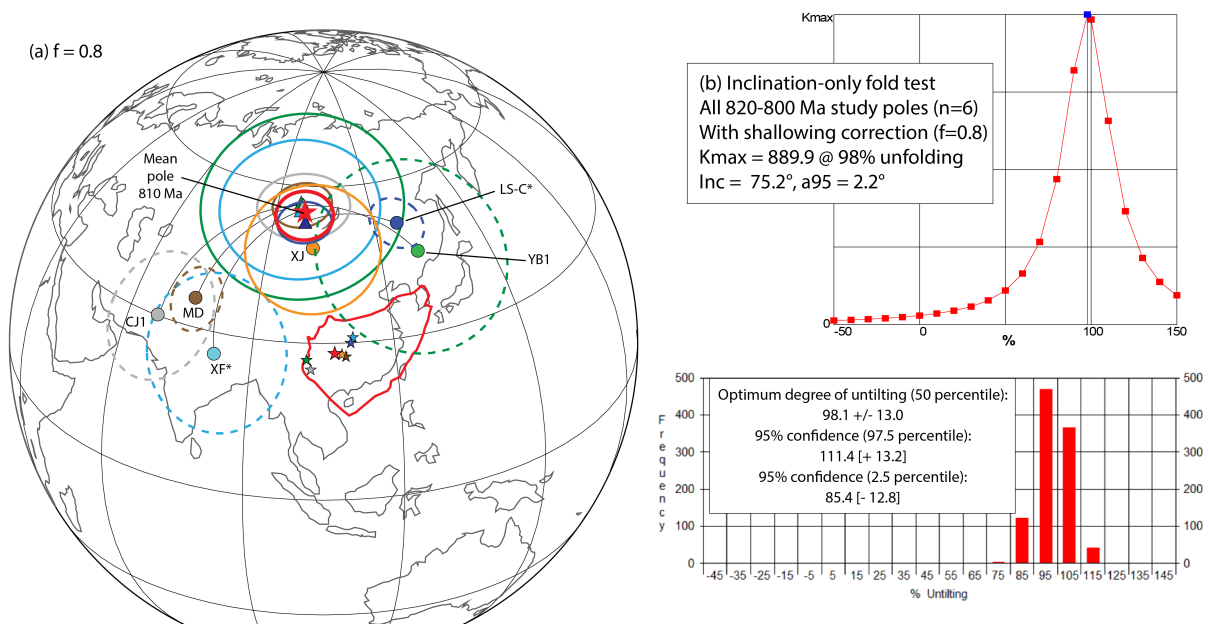 (a) f = 0.8
Mean
pole
810 Ma
LS-C*
XJ
YB1
MD
CJ1
XF*
Kmax
(b) Inclination-only fold test
All 820-800 Ma study poles (n=6)
With shallowing correction (f=0.8)
Kmax = 889.9 @ 98% unfolding
Inc = 75.2°, a95 = 2.2°
0
-50 0 100 150
%
500 500
400 400
300 300
200 200
100 100
0 0
Frequency
Optimum degree of untilting (50 percentile):
98.1 +/- 13.0
95% confidence (97.5 percentile):
111.4 [+ 13.2]
95% confidence (2.5 percentile):
85.4 [- 12.8]
-45 -35 -25 -15 -5 5 15 25 35 45 55 65 75 85 95 105 115 125 135 145
% Untilting